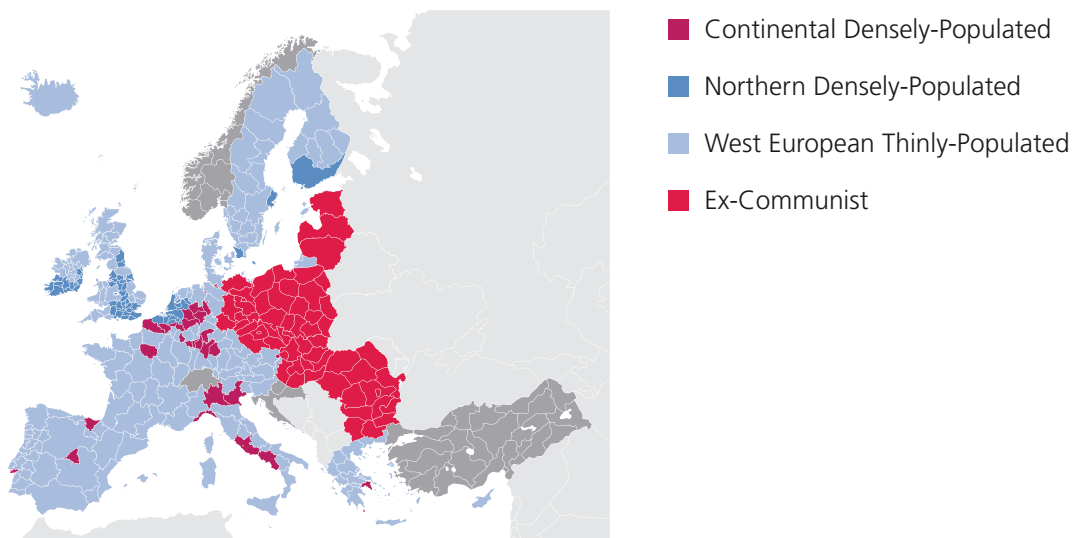 Continental Densely-Populated
Northern Densely-Populated
West European Thinly-Populated
Ex-Communist